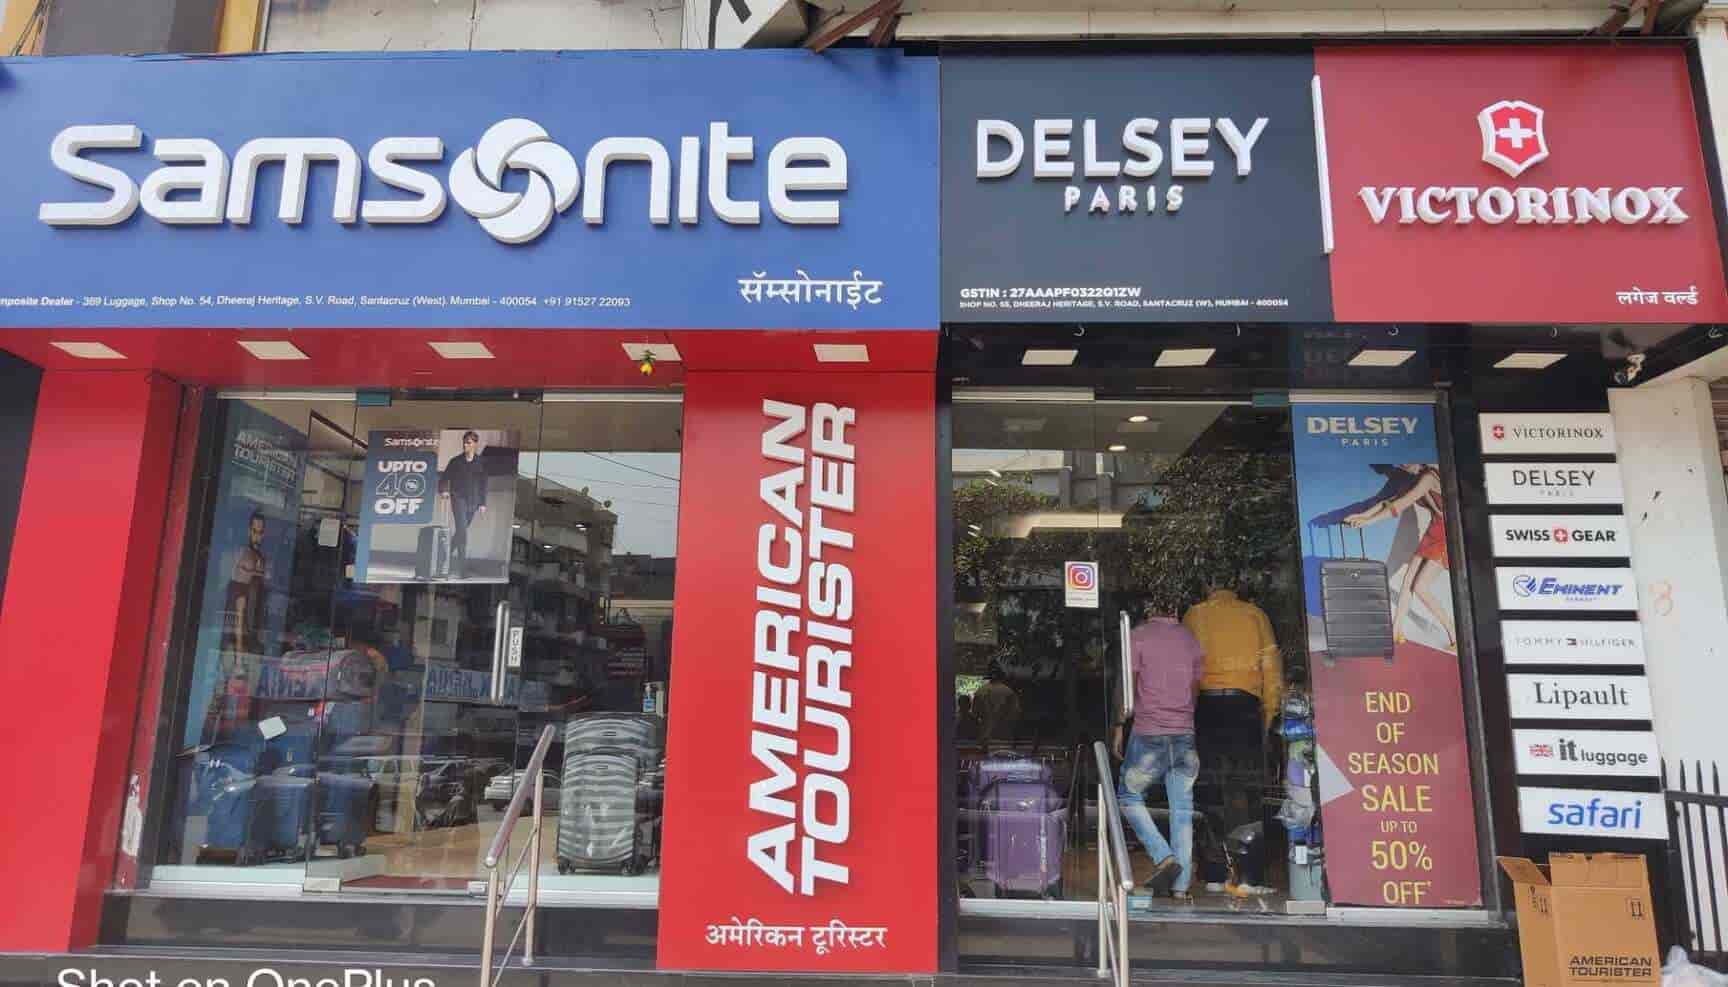 Samsonite
सॅम्सोनाईट
mposite Dealer - 369 Luggage, Shop No. 54, Dheeraj Heritage, S.V. Road, Santacruz (West). Mumbai - 400054 +91 91527 22093
DELSEY
PARIS
VICTORINOX
GSTIN : 27AAAPF0322Q1ZW
SHOP NO. 53, DHEERAJ HERITAGE, S.V. ROAD, SANTACRUZ (W), MUMBAI - 400054
लगेज वर्ल्ड
AMERICAN
TOURISTER
Samsonite
UPTO
40
OFF
PUSH
AMERICAN
TOURISTER
अमेरिकन टूरिस्टर
DELSEY
PARIS
END
OF
SEASON
SALE
UP TO
50%
OFF*
VICTORINOX
DELSEY
PARIS
SWISS GEAR
EMINENT
TOMMY HILFIGER
Lipault
it luggage
safari
AMERICAN
TOURISTER
Shot on OnePlus